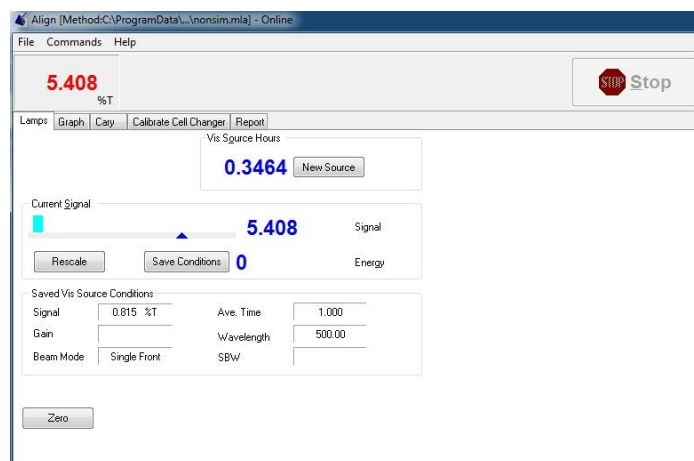 Align [Method:C:\ProgramData\...\nonsim.mla] - Online
File Commands Help
5.408
%T
STOP Stop
Lamps Graph Cary Calibrate Cell Changer Report
Vis Source Hours
0.3464 New Source
Current Signal
5.408 Signal
Rescale Save Conditions 0 Energy
Saved Vis Source Conditions
Signal 0.815 %T Ave. Time 1.000
Gain Wavelength 500.00
Beam Mode Single Front SBW
Zero